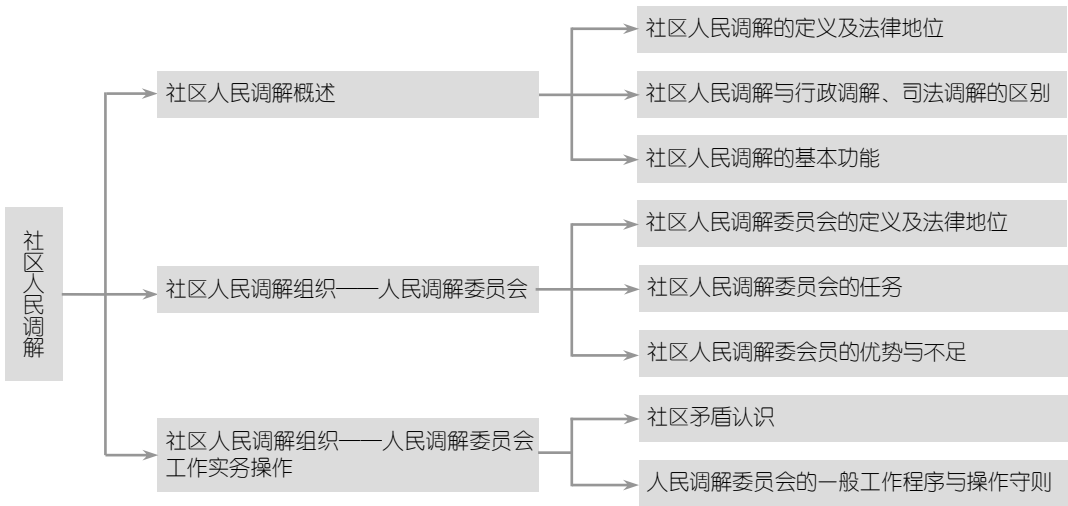 社区人民调解
社区人民调解概述
社区人民调解的定义及法律地位
社区人民调解与行政调解、司法调解的区别
社区人民调解的基本功能
社区人民调解组织——人民调解委员会
社区人民调解委员会的定义及法律地位
社区人民调解委员会的任务
社区人民调解委会员的优势与不足
社区人民调解组织——人民调解委员会
工作实务操作
社区矛盾认识
人民调解委员会的一般工作程序与操作守则